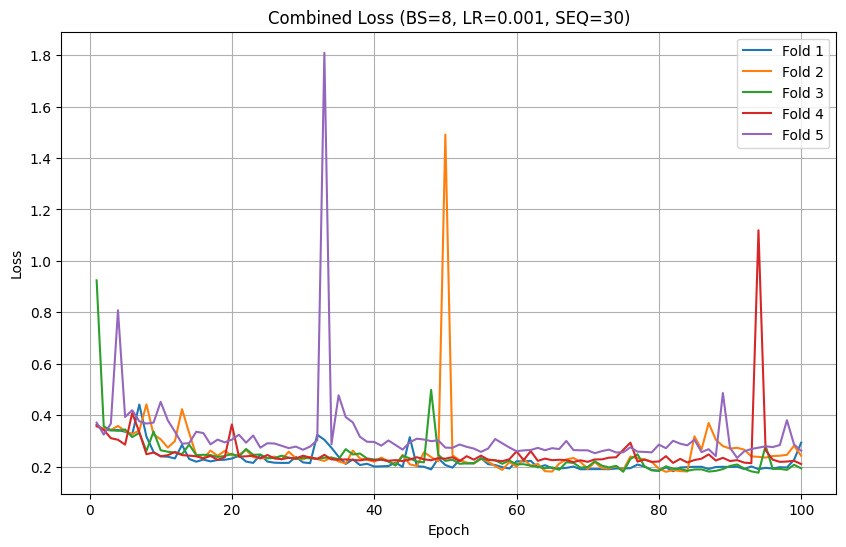 Combined Loss (BS=8, LR=0.001, SEQ=30)
Fold 1
Fold 2
Fold 3
Fold 4
Fold 5
1.8
1.6
1.4
1.2
1.0
0.8
0.6
0.4
0.2
Loss
0 20 40 60 80 100
Epoch